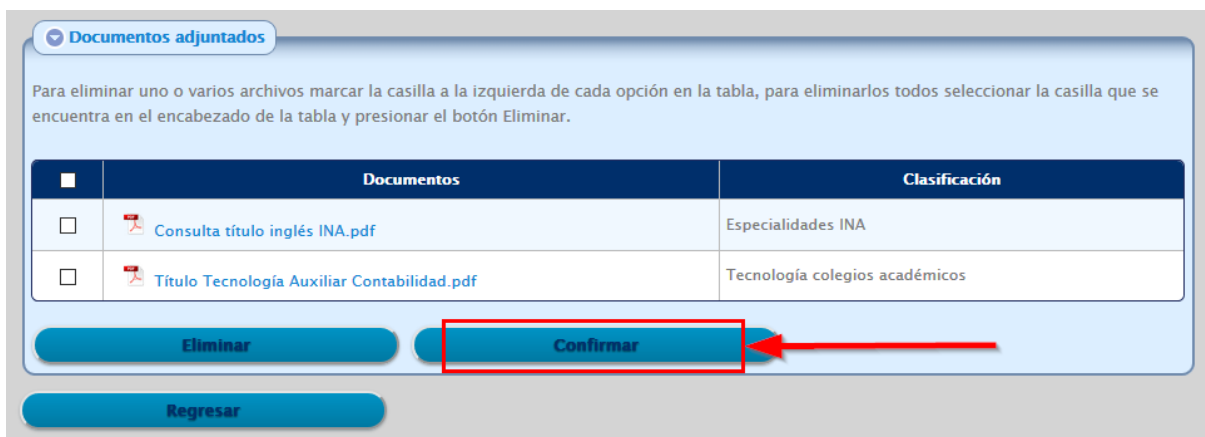 Documentos adjuntados
Para eliminar uno o varios archivos marcar la casilla a la izquierda de cada opción en la tabla, para eliminarlos todos seleccionar la casilla que se
encuentra en el encabezado de la tabla y presionar el botón Eliminar.
Documentos Clasificación
Consulta título inglés INA.pdf Especialidades INA
Título Tecnología Auxiliar Contabilidad.pdf Tecnología colegios académicos
Eliminar Confirmar
Regresar